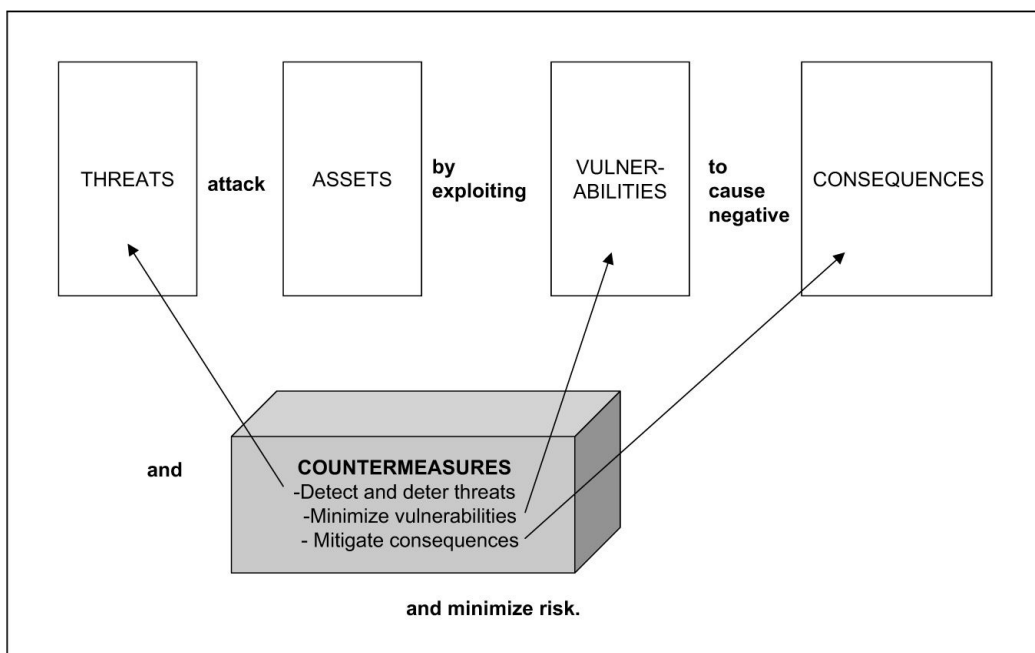 THREATS
attack
ASSETS
by
exploiting
VULNER-
ABILITIES
to
cause
negative
CONSEQUENCES
and
COUNTERMEASURES
-Detect and deter threats
-Minimize vulnerabilities
- Mitigate consequences
and minimize risk.